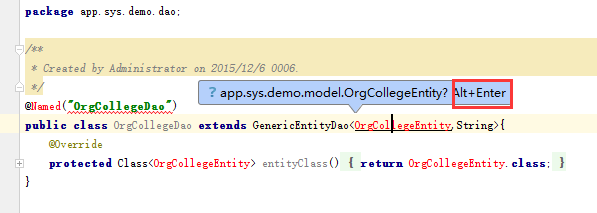 package app.sys.demo.dao;
/**
* Created by Administrator on 2015/12/6 0006.
*/
? app.sys.demo.model.OrgCollegeEntity? Alt+Enter
@Named("OrgCollegeDao")
public class OrgCollegeDao extends GenericEntityDao<OrgCollegeEntity,String>{
@Override
protected Class<OrgCollegeEntity> entityClass() { return OrgCollegeEntity.class; }
}